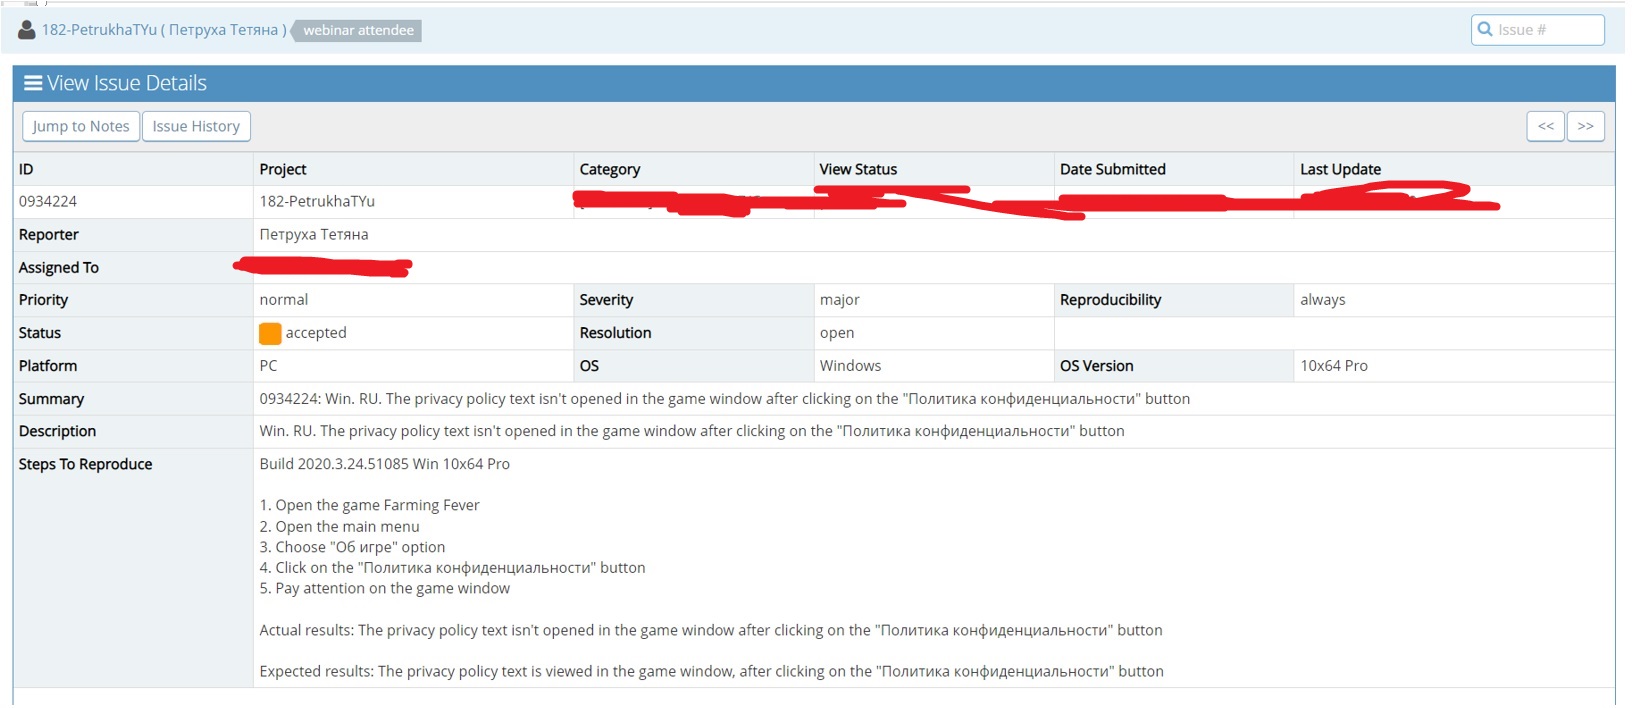 182-PetrukhaTYu ( Петруха Тетяна ) webinar attendee Issue #
View Issue Details
Jump to Notes Issue History << >>
ID Project Category View Status Date Submitted Last Update
0934224 182-PetrukhaTYu
Reporter Петруха Тетяна
Assigned To
Priority normal Severity major Reproducibility always
Status accepted Resolution open
Platform PC OS Windows OS Version 10x64 Pro
Summary 0934224: Win. RU. The privacy policy text isn't opened in the game window after clicking on the "Политика конфиденциальности" button
Description Win. RU. The privacy policy text isn't opened in the game window after clicking on the "Политика конфиденциальности" button
Steps To Reproduce Build 2020.3.24.51085 Win 10x64 Pro
1. Open the game Farming Fever
2. Open the main menu
3. Choose "Об игре" option
4. Click on the "Политика конфиденциальности" button
5. Pay attention on the game window
Actual results: The privacy policy text isn't opened in the game window after clicking on the "Политика конфиденциальности" button
Expected results: The privacy policy text is viewed in the game window, after clicking on the "Политика конфиденциальности" button